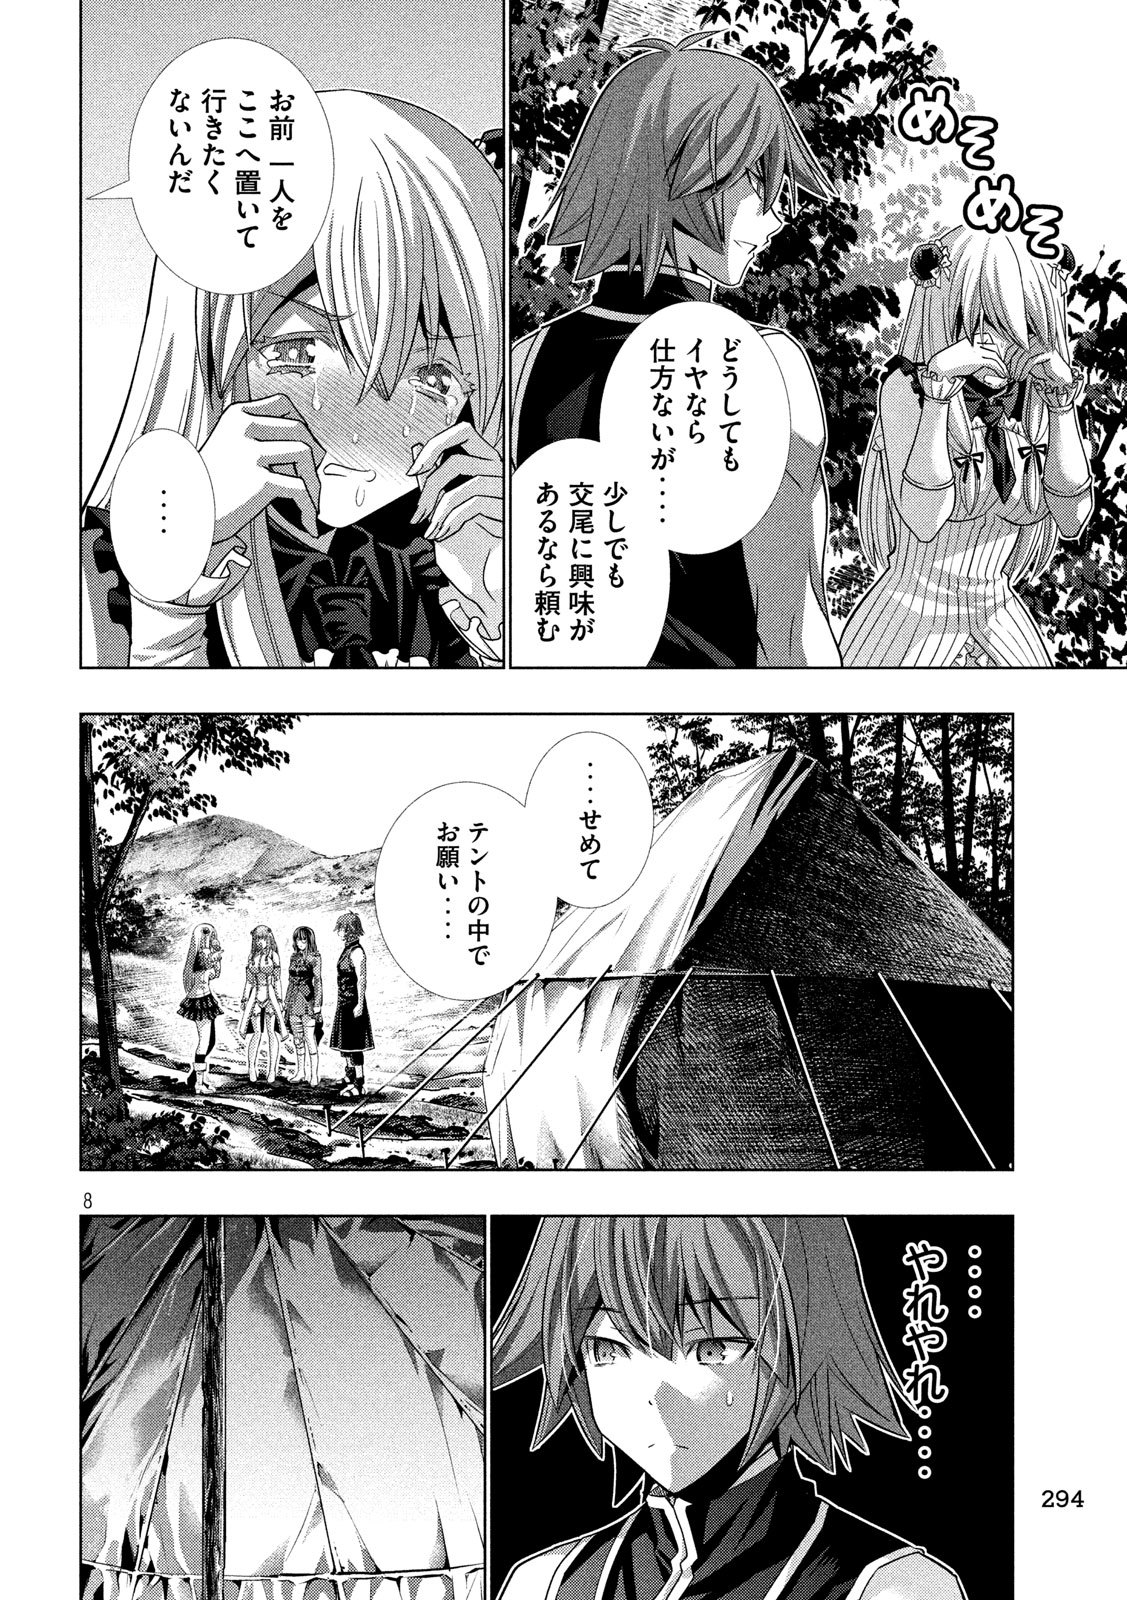 めそ
めそ
どうしても
イヤなら
仕方ないが
‥‥
少しでも
交尾に興味が
あるなら頼む
お前一人を
ここへ置いて
行きたく
ないんだ
‥‥
‥‥せめて
テントの中で
お願い‥‥
‥‥‥
やれやれ‥‥‥
8
294